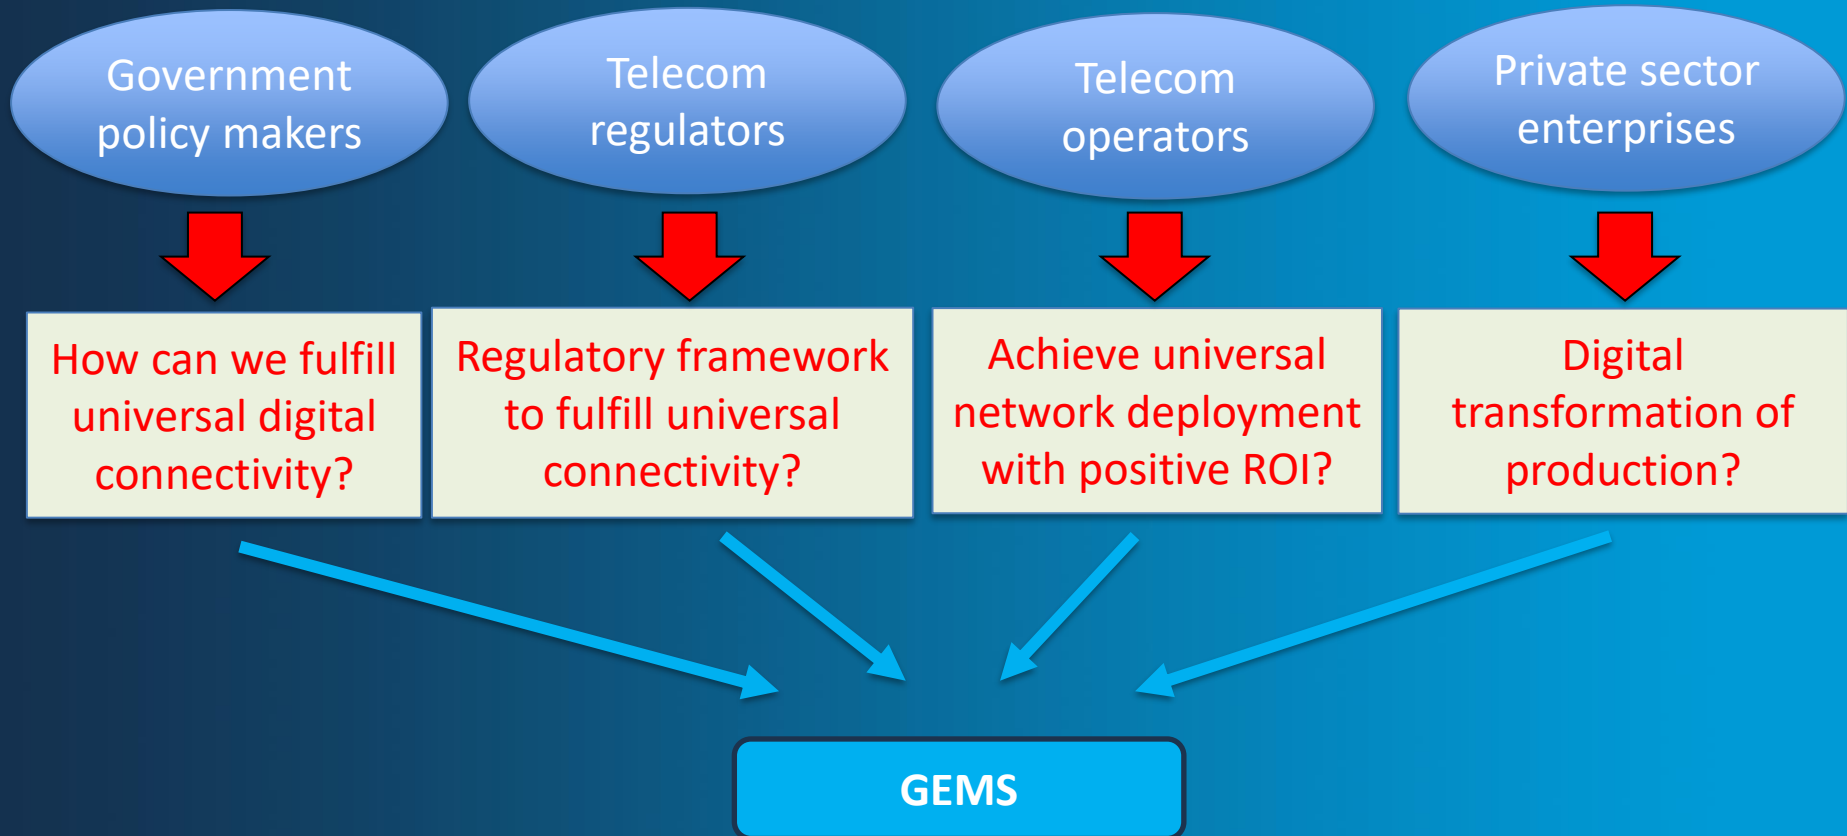 Government
policy makers
Telecom
regulators
Telecom
operators
Private sector
enterprises
How can we fulfill
universal digital
connectivity?
Regulatory framework
to fulfill universal
connectivity?
Achieve universal
network deployment
with positive ROI?
Digital
transformation of
production?
GEMS